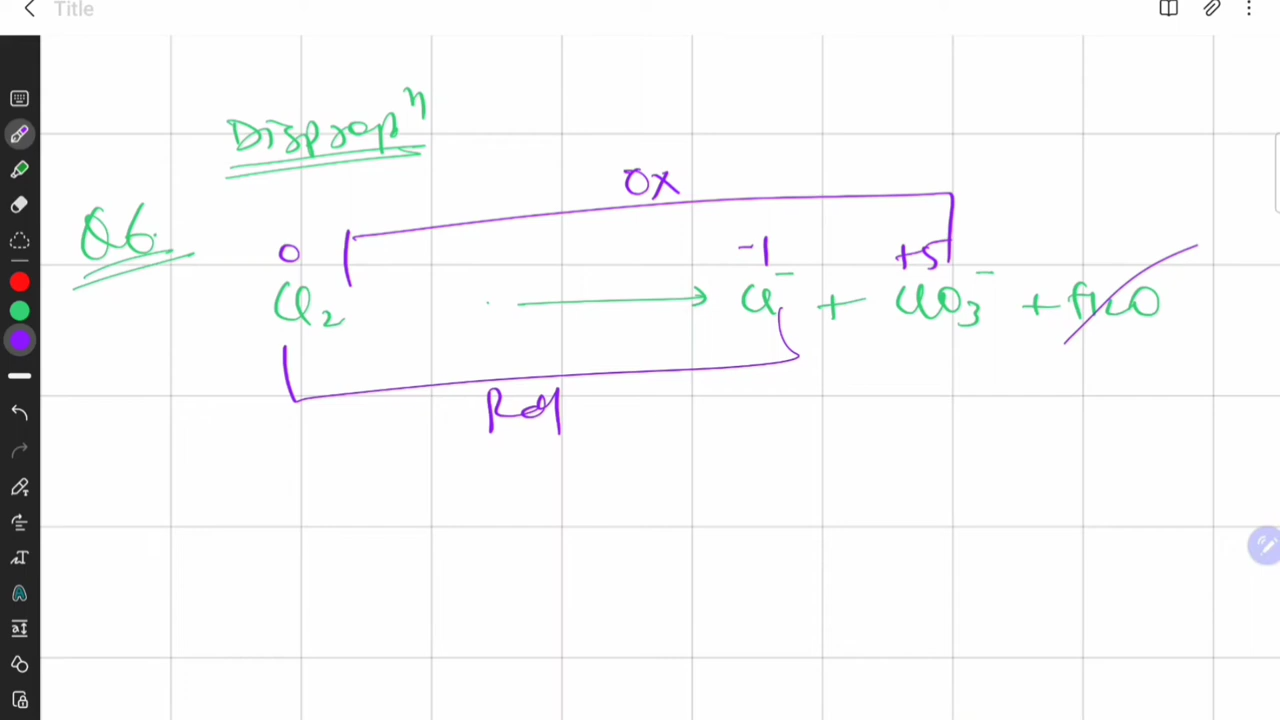 Title
Dispropⁿ
OX
Q6.
0 -1 +5
Cl₂ → Cl⁻ + ClO₃⁻ + H₂O
Red